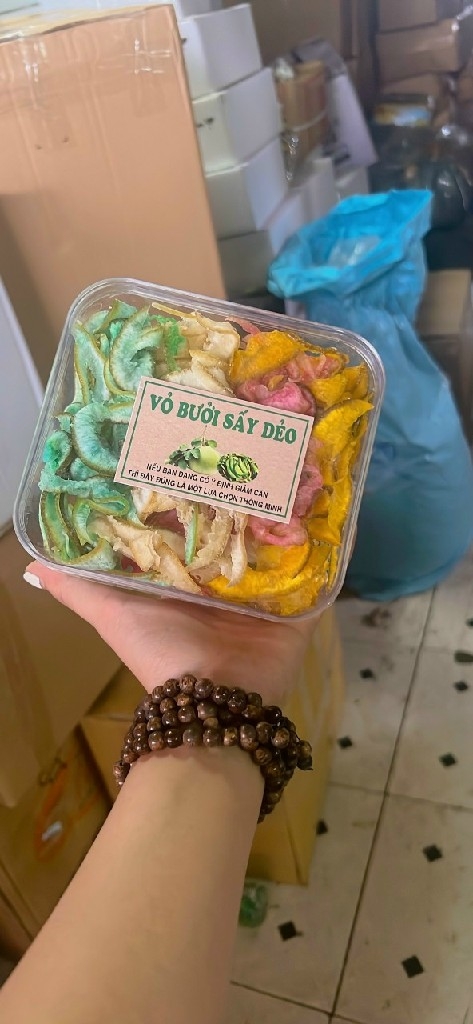 VỎ BƯỞI SẤY DẺO
NẾU BẠN ĐANG CÓ Ý ĐỊNH GIẢM CÂN
THÌ ĐÂY ĐÚNG LÀ MỘT LỰA CHỌN THÔNG MINH